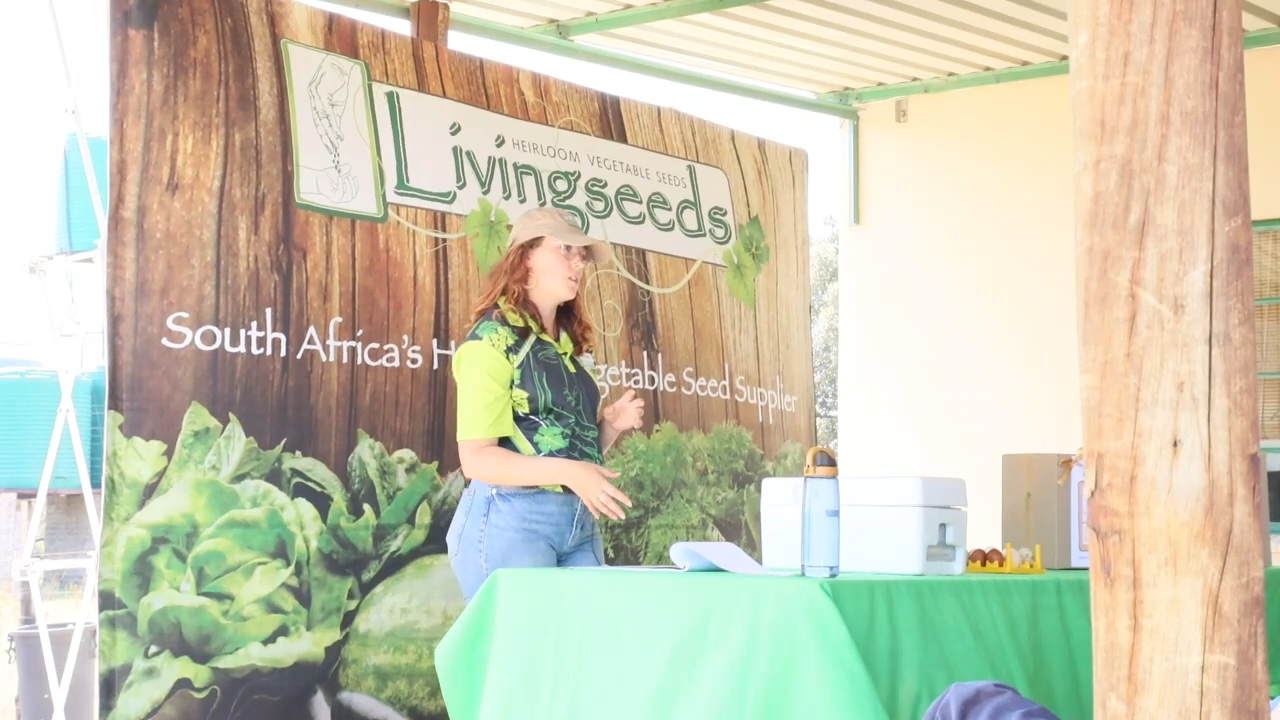 HEIRLOOM VEGETABLE SEEDS
Livingseeds
South Africa's H getable Seed Supplier